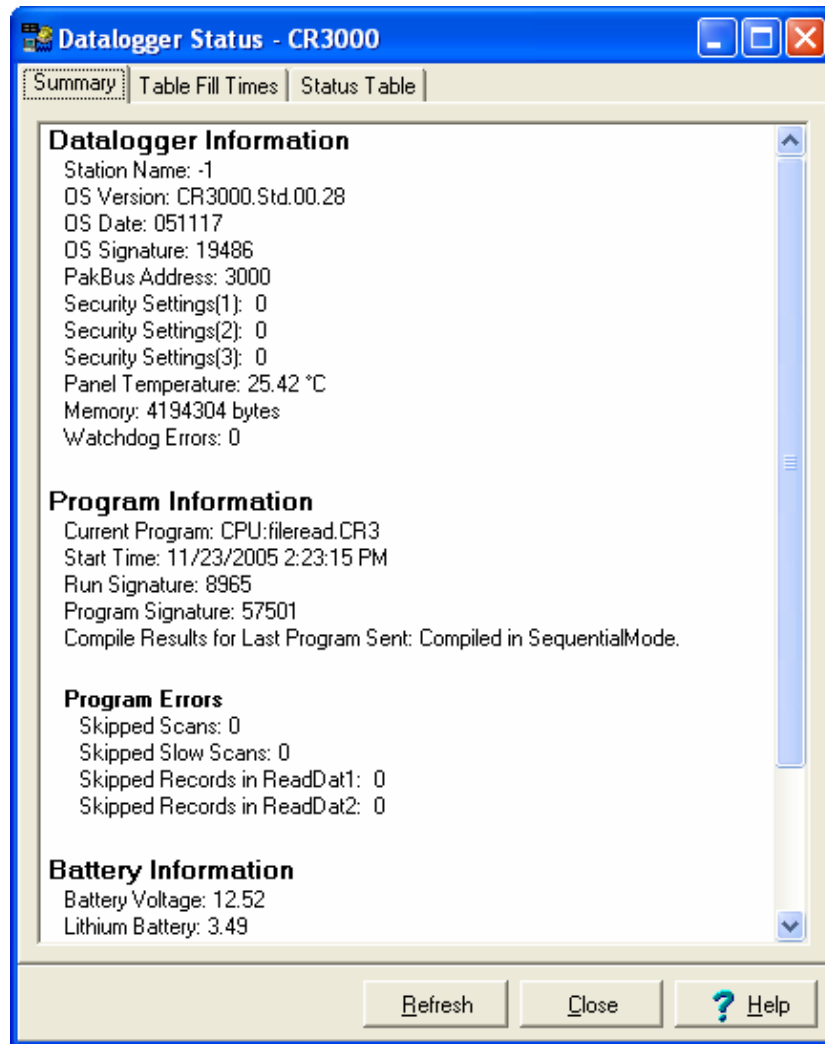 Datalogger Status - CR3000
Summary Table Fill Times Status Table
Datalogger Information
Station Name: -1
OS Version: CR3000.Std.00.28
OS Date: 051117
OS Signature: 19486
PakBus Address: 3000
Security Settings(1): 0
Security Settings(2): 0
Security Settings(3): 0
Panel Temperature: 25.42 °C
Memory: 4194304 bytes
Watchdog Errors: 0
Program Information
Current Program: CPU:fileread.CR3
Start Time: 11/23/2005 2:23:15 PM
Run Signature: 8965
Program Signature: 57501
Compile Results for Last Program Sent: Compiled in SequentialMode.
Program Errors
Skipped Scans: 0
Skipped Slow Scans: 0
Skipped Records in ReadDat1: 0
Skipped Records in ReadDat2: 0
Battery Information
Battery Voltage: 12.52
Lithium Battery: 3.49
Refresh Close ? Help